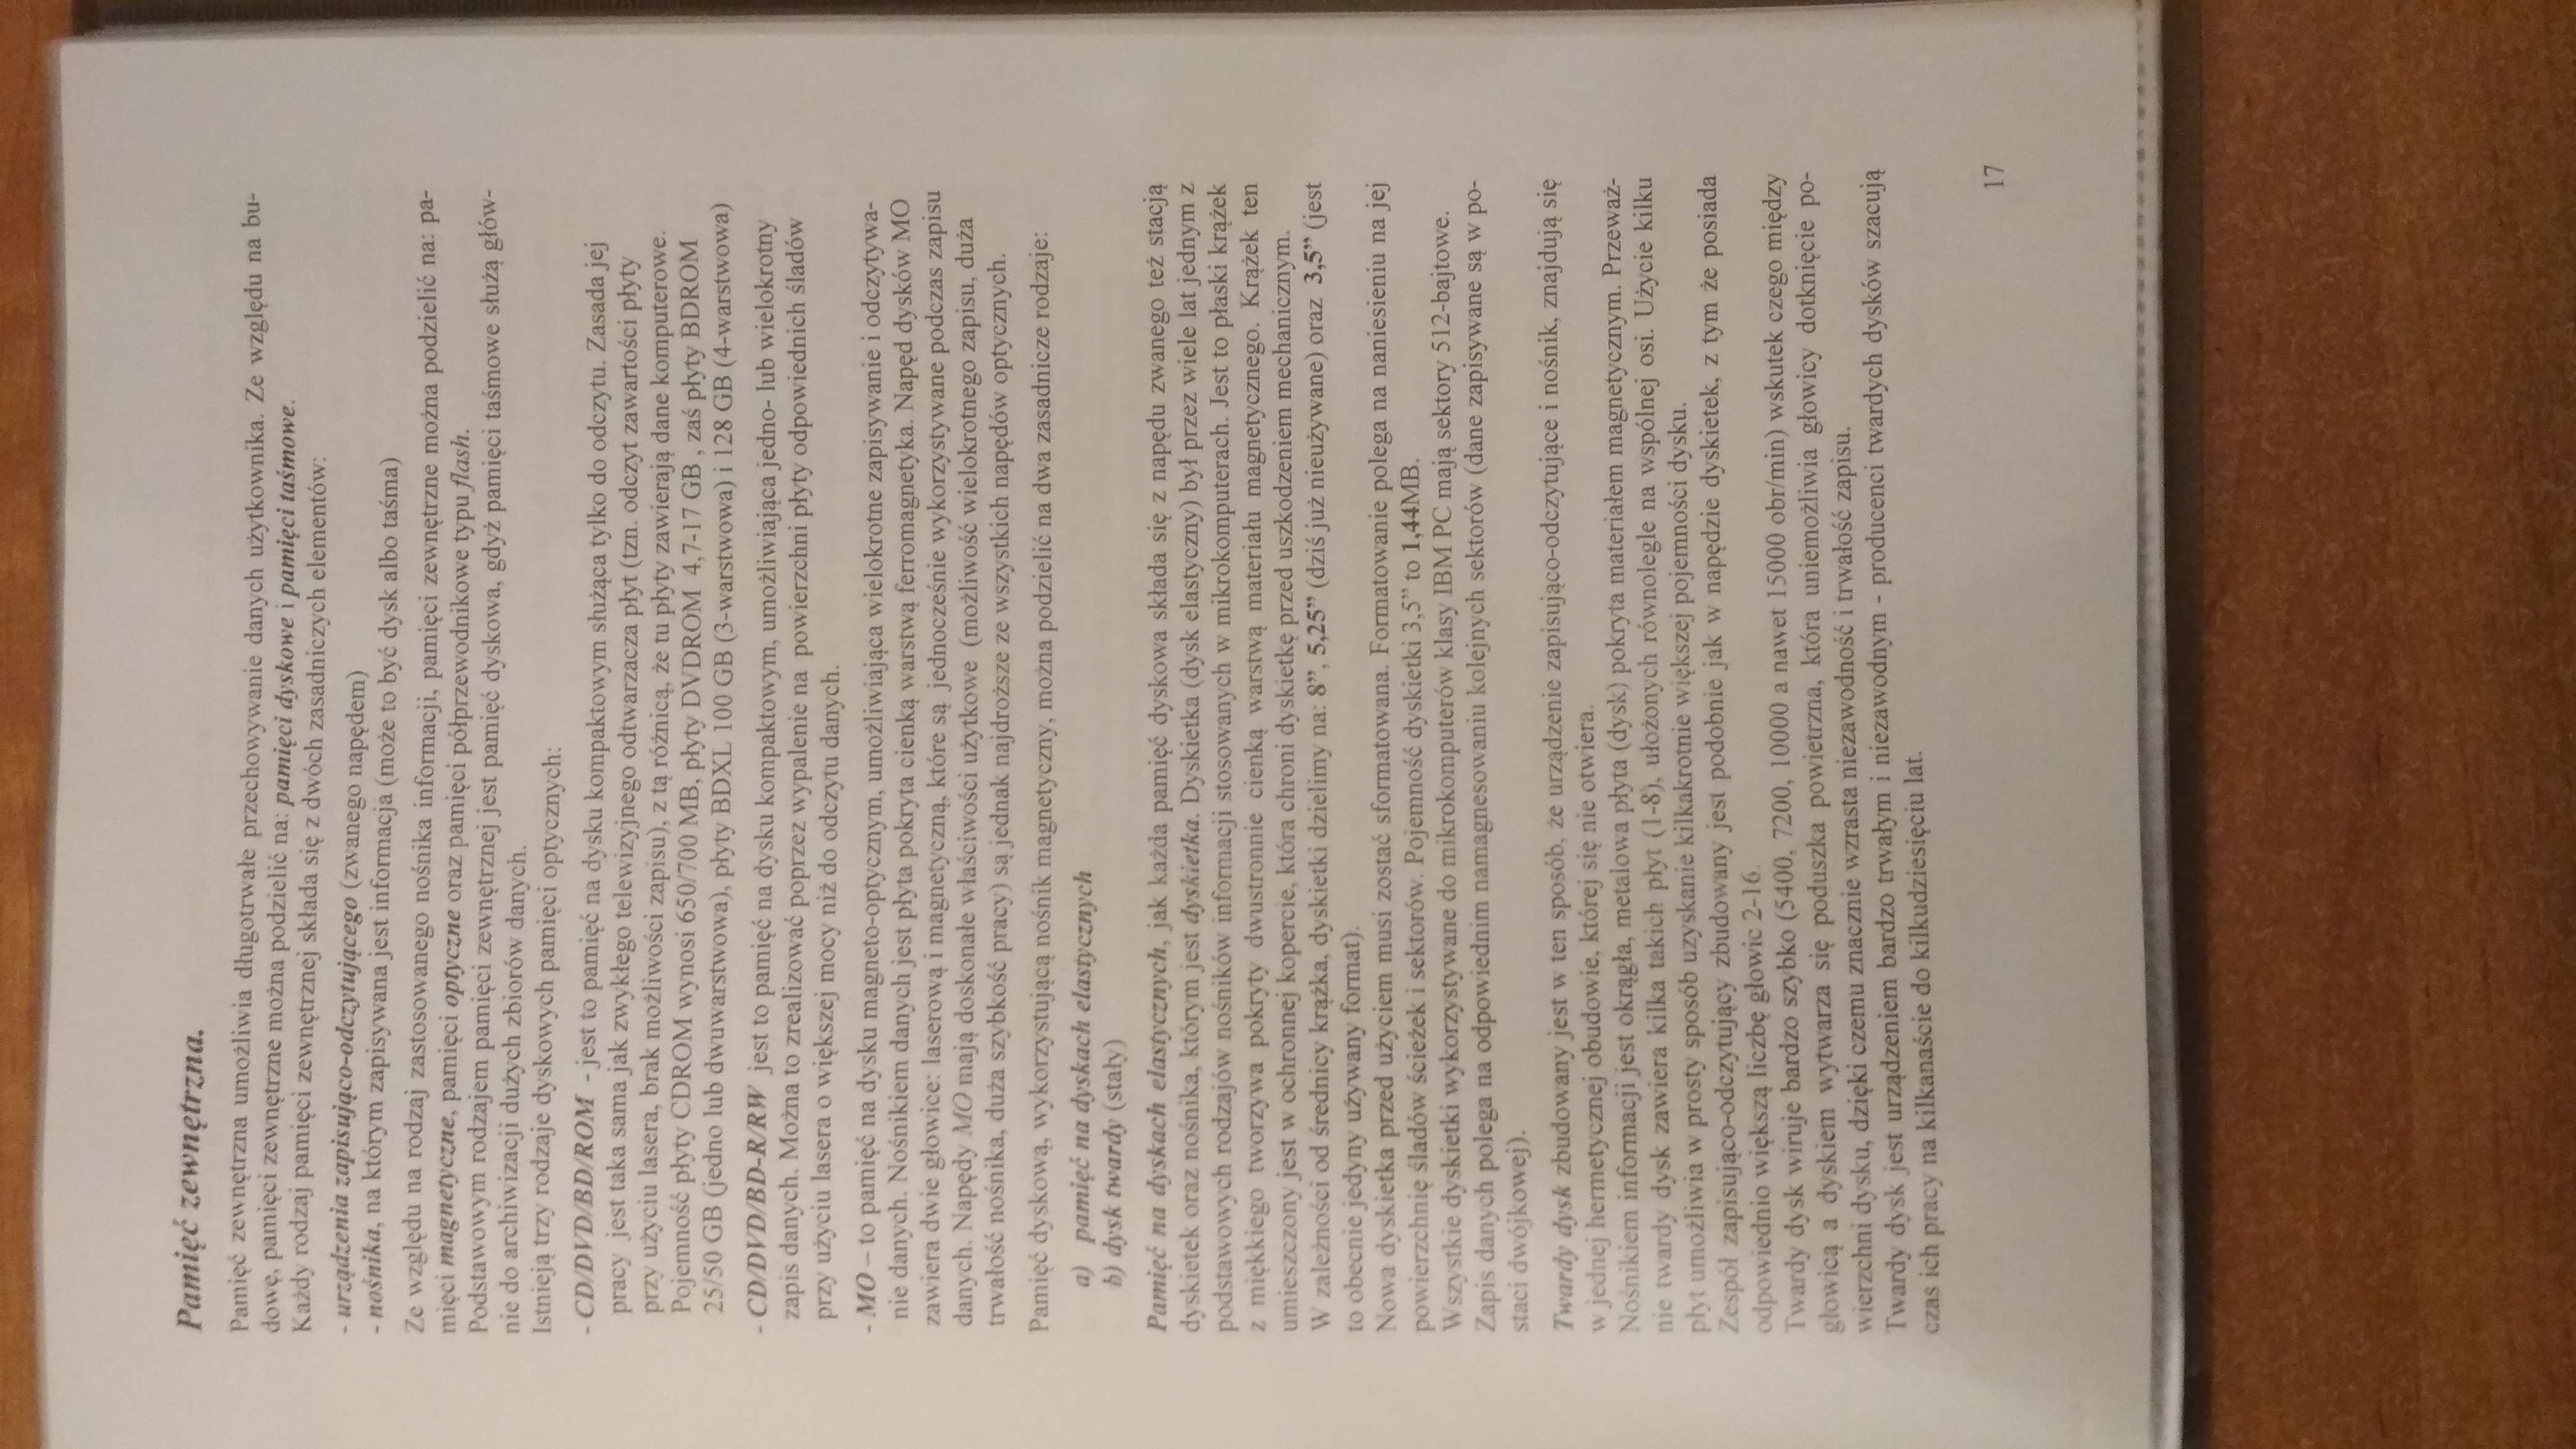 Pamięć zewnętrzna.
Pamięć zewnętrzna umożliwia długotrwałe przechowywanie danych użytkownika. Ze względu na bu-
dowę, pamięci zewnętrzne można podzielić na: pamięci dyskowe i pamięci taśmowe.
Każdy rodzaj pamięci zewnętrznej składa się z dwóch zasadniczych elementów:
- urządzenia zapisująco-odczytującego (zwanego napędem)
- nośnika, na którym zapisywana jest informacja (może to być dysk albo taśma)
Ze względu na rodzaj zastosowanego nośnika informacji, pamięci zewnętrzne można podzielić na: pa-
mięci magnetyczne, pamięci optyczne oraz pamięci półprzewodnikowe typu flash.
Podstawowym rodzajem pamięci zewnętrznej jest pamięć dyskowa, gdyż pamięci taśmowe służą głów-
nie do archiwizacji dużych zbiorów danych.
Istnieją trzy rodzaje dyskowych pamięci optycznych:
- CD/DVD/BD/ROM - jest to pamięć na dysku kompaktowym służąca tylko do odczytu. Zasada jej
pracy jest taka sama jak zwykłego telewizyjnego odtwarzacza płyt (tzn. odczyt zawartości płyty
przy użyciu lasera, brak możliwości zapisu), z tą różnicą, że tu płyty zawierają dane komputerowe.
Pojemność płyty CDROM wynosi 650/700 MB, płyty DVDROM 4,7-17 GB , zaś płyty BDROM
25/50 GB (jedno lub dwuwarstwowa), płyty BDXL 100 GB (3-warstwowa) i 128 GB (4-warstwowa)
- CD/DVD/BD-R/RW jest to pamięć na dysku kompaktowym, umożliwiająca jedno- lub wielokrotny
zapis danych. Można to zrealizować poprzez wypalenie na powierzchni płyty odpowiednich śladów
przy użyciu lasera o większej mocy niż do odczytu danych.
- MO – to pamięć na dysku magneto-optycznym, umożliwiająca wielokrotne zapisywanie i odczytywa-
nie danych. Nośnikiem danych jest płyta pokryta cienką warstwą ferromagnetyka. Napęd dysków MO
zawiera dwie głowice: laserową i magnetyczną, które są jednocześnie wykorzystywane podczas zapisu
danych. Napędy MO mają doskonałe właściwości użytkowe (możliwość wielokrotnego zapisu, duża
trwałość nośnika, duża szybkość pracy) są jednak najdroższe ze wszystkich napędów optycznych.
Pamięć dyskową, wykorzystującą nośnik magnetyczny, można podzielić na dwa zasadnicze rodzaje:
a) pamięć na dyskach elastycznych
b) dysk twardy (stały)
Pamięć na dyskach elastycznych, jak każda pamięć dyskowa składa się z napędu zwanego też stacją
dyskietek oraz nośnika, którym jest dyskietka. Dyskietka (dysk elastyczny) był przez wiele lat jednym z
podstawowych rodzajów nośników informacji stosowanych w mikrokomputerach. Jest to płaski krążek
z miękkiego tworzywa pokryty dwustronnie cienką warstwą materiału magnetycznego. Krążek ten
umieszczony jest w ochronnej kopercie, która chroni dyskietkę przed uszkodzeniem mechanicznym.
W zależności od średnicy krążka, dyskietki dzielimy na: 8”, 5,25” (dziś już nieużywane) oraz 3,5” (jest
to obecnie jedyny używany format).
Nowa dyskietka przed użyciem musi zostać sformatowana. Formatowanie polega na naniesieniu na jej
powierzchnię śladów ścieżek i sektorów. Pojemność dyskietki 3,5” to 1,44MB.
Wszystkie dyskietki wykorzystywane do mikrokomputerów klasy IBM PC mają sektory 512-bajtowe.
Zapis danych polega na odpowiednim namagnesowaniu kolejnych sektorów (dane zapisywane są w po-
staci dwójkowej).
Twardy dysk zbudowany jest w ten sposób, że urządzenie zapisująco-odczytujące i nośnik, znajdują się
w jednej hermetycznej obudowie, której się nie otwiera.
Nośnikiem informacji jest okrągła, metalowa płyta (dysk) pokryta materiałem magnetycznym. Przeważ-
nie twardy dysk zawiera kilka takich płyt (1-8), ułożonych równolegle na wspólnej osi. Użycie kilku
płyt umożliwia w prosty sposób uzyskanie kilkakrotnie większej pojemności dysku.
Zespół zapisująco-odczytujący zbudowany jest podobnie jak w napędzie dyskietek, z tym że posiada
odpowiednio większą liczbę głowic 2-16.
Twardy dysk wiruje bardzo szybko (5400, 7200, 10000 a nawet 15000 obr/min) wskutek czego między
głowicą a dyskiem wytwarza się poduszka powietrzna, która uniemożliwia głowicy dotknięcie po-
wierzchni dysku, dzięki czemu znacznie wzrasta niezawodność i trwałość zapisu.
Twardy dysk jest urządzeniem bardzo trwałym i niezawodnym - producenci twardych dysków szacują
czas ich pracy na kilkanaście do kilkudziesięciu lat.
17